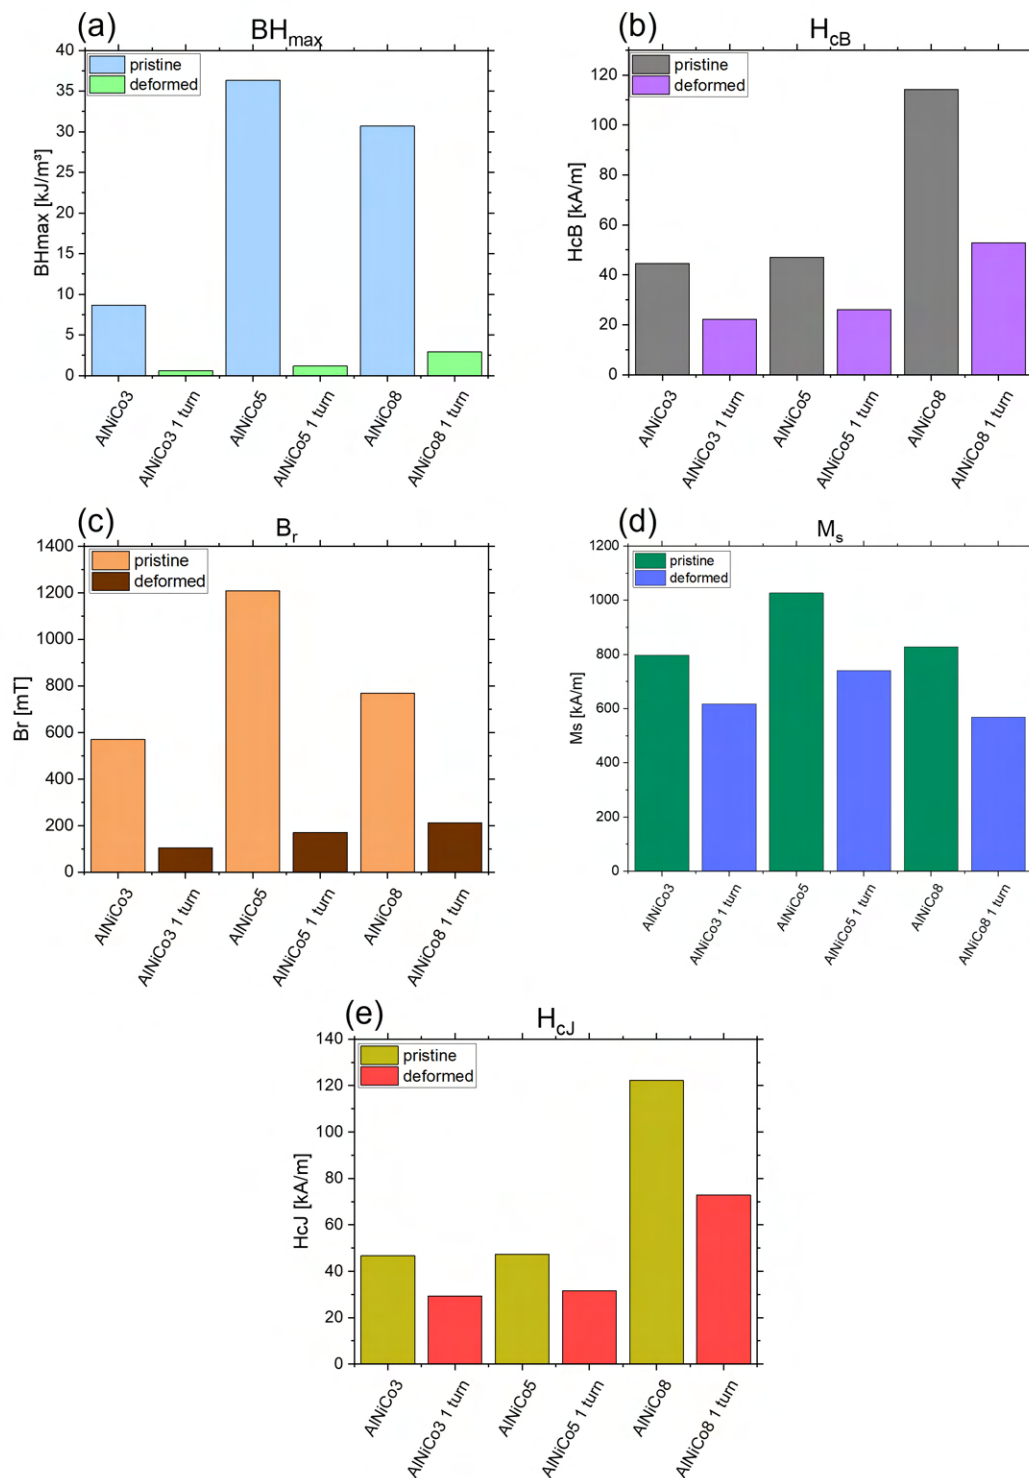 (a)
BHmax
BHmax [kJ/m³]
40
35
30
25
20
15
10
5
0
pristine
deformed
AlNiCo3
AlNiCo3 1 turn
AlNiCo5
AlNiCo5 1 turn
AlNiCo8
AlNiCo8 1 turn
(b)
HcB
HcB [kA/m]
120
100
80
60
40
20
0
pristine
deformed
AlNiCo3
AlNiCo3 1 turn
AlNiCo5
AlNiCo5 1 turn
AlNiCo8
AlNiCo8 1 turn
(c)
Br
Br [mT]
1400
1200
1000
800
600
400
200
0
pristine
deformed
AlNiCo3
AlNiCo3 1 turn
AlNiCo5
AlNiCo5 1 turn
AlNiCo8
AlNiCo8 1 turn
(d)
Ms
Ms [kA/m]
1200
1000
800
600
400
200
0
pristine
deformed
AlNiCo3
AlNiCo3 1 turn
AlNiCo5
AlNiCo5 1 turn
AlNiCo8
AlNiCo8 1 turn
(e)
HcJ
HcJ [kA/m]
140
120
100
80
60
40
20
0
pristine
deformed
AlNiCo3
AlNiCo3 1 turn
AlNiCo5
AlNiCo5 1 turn
AlNiCo8
AlNiCo8 1 turn